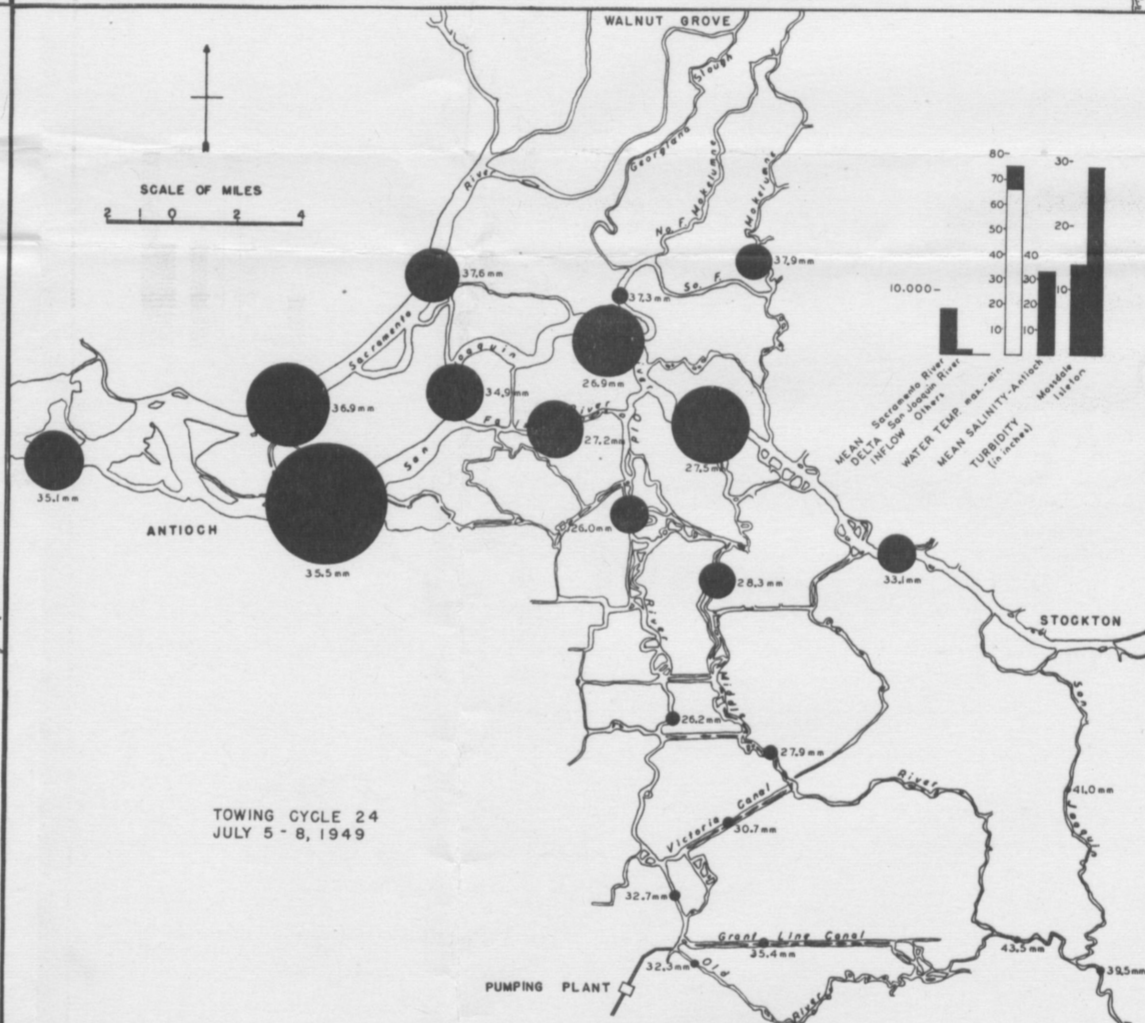 WALNUT GROVE
SCALE OF MILES
2 0 2 4
River
Georgiana Slough
No. F. Mokelumne
Mokelumne
So. F.
Sacramento
37.6mm
37.9mm
37.3mm
26.9mm
34.9mm
36.9mm
27.2mm
27.5mm
35.1mm
35.5mm
26.0mm
28.3mm
33.1mm
San
Joaquin
River
Old
River
ANTIOCH
STOCKTON
80-
70-
60-
50-
40-
30-
20-
10-
40
30
20
10
30-
20-
10
10.000-
MEAN DELTA INFLOW
Sacramento River
San Joaquin River
Others
WATER TEMP. max.-min.
MEAN SALINITY-Antioch
TURBIDITY (in inches)
Mossdale
Isleton
26.2mm
Middle
27.9mm
River
San
41.0mm
Joaquin
TOWING CYCLE 24
JULY 5 - 8, 1949
Victoria Canal
30.7mm
32.7mm
Grant Line Canal
35.4mm
43.5mm
39.5mm
32.3mm
Old
River
PUMPING PLANT